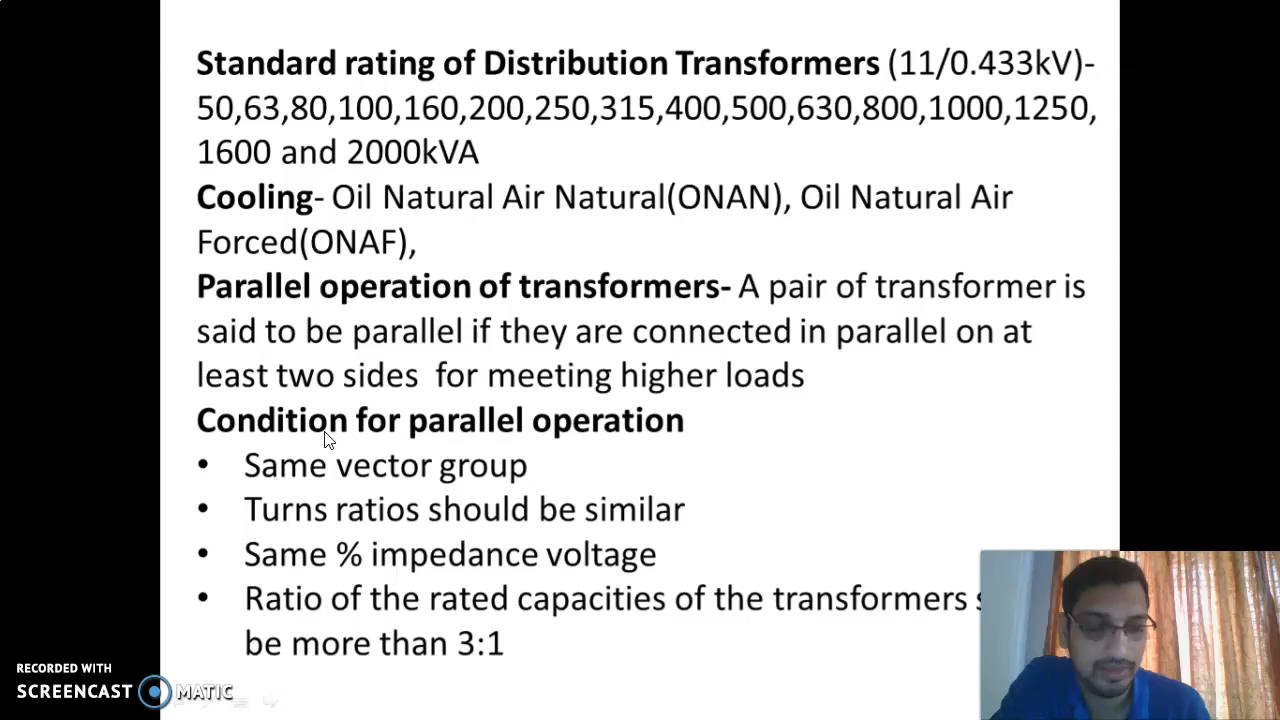 Standard rating of Distribution Transformers (11/0.433kV)-
50,63,80,100,160,200,250,315,400,500,630,800,1000,1250,
1600 and 2000kVA
Cooling- Oil Natural Air Natural(ONAN), Oil Natural Air
Forced(ONAF),
Parallel operation of transformers- A pair of transformer is
said to be parallel if they are connected in parallel on at
least two sides for meeting higher loads
Condition for parallel operation
• Same vector group
• Turns ratios should be similar
• Same % impedance voltage
• Ratio of the rated capacities of the transformers
be more than 3:1
RECORDED WITH
SCREENCAST MATIC